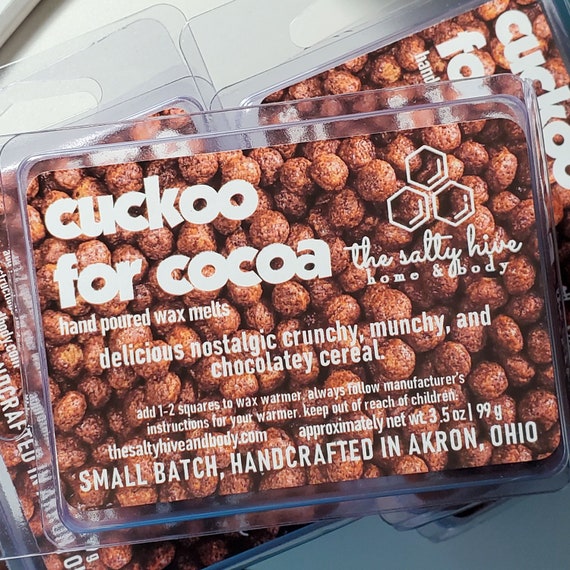 cuckoo
for cocoa
the salty hive
home & body
hand poured wax melts
delicious nostalgic crunchy, munchy, and
chocolatey cereal.
add 1-2 squares to wax warmer. always follow manufacturer's
instructions for your warmer. keep out of reach of children.
thesaltyhiveandbody.com approximately net wt 3.5 oz | 99 g
SMALL BATCH, HANDCRAFTED IN AKRON, OHIO
cuckoo